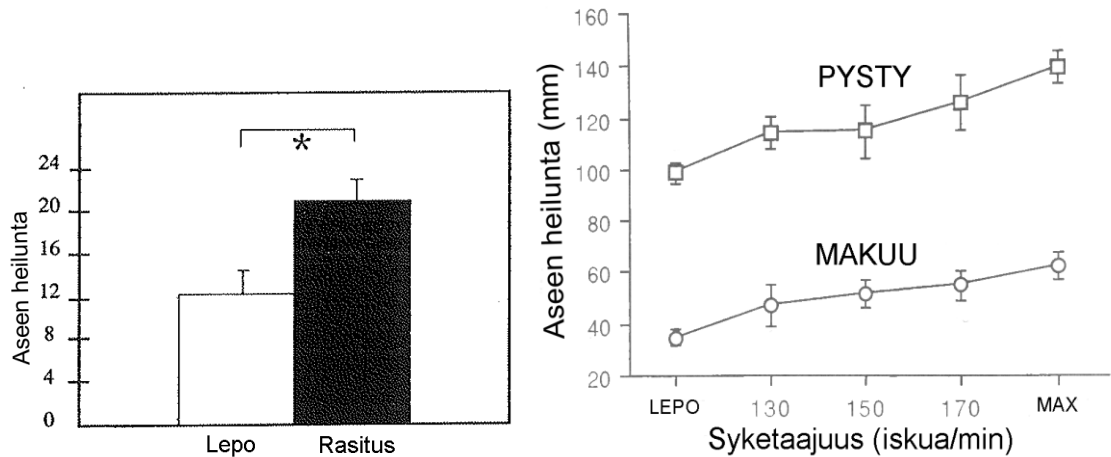 Aseen heilunta
24
20
16
12
8
4
0
*
Lepo Rasitus
Aseen heilunta (mm)
160
140
120
100
80
60
40
20
PYSTY
MAKUU
LEPO 130 150 170 MAX
Syketaajuus (iskua/min)